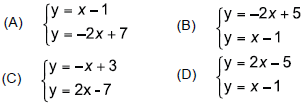 (A) { y = x − 1
y = −2x + 7
(B) { y = −2x + 5
y = x − 1
(C) { y = −x + 3
y = 2x - 7
(D) { y = 2x − 5
y = x − 1